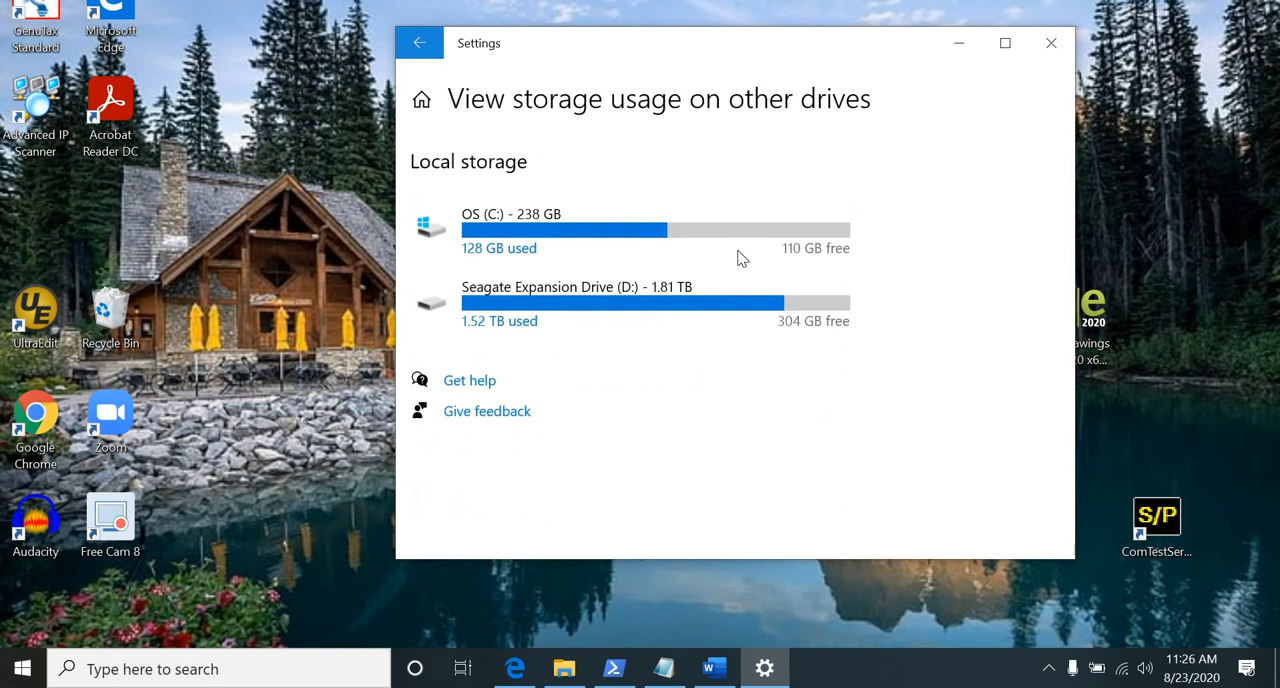 GenuTax
Standard
Microsoft
Edge
Advanced IP
Scanner
Acrobat
Reader DC
UE
UltraEdit
Recycle Bin
Google
Chrome
Zoom
Audacity
Free Cam 8
Settings
View storage usage on other drives
Local storage
OS (C:) - 238 GB
128 GB used
110 GB free
Seagate Expansion Drive (D:) - 1.81 TB
1.52 TB used
304 GB free
Get help
Give feedback
2020
S/P
ComTestSer...
Type here to search
11:26 AM
8/23/2020